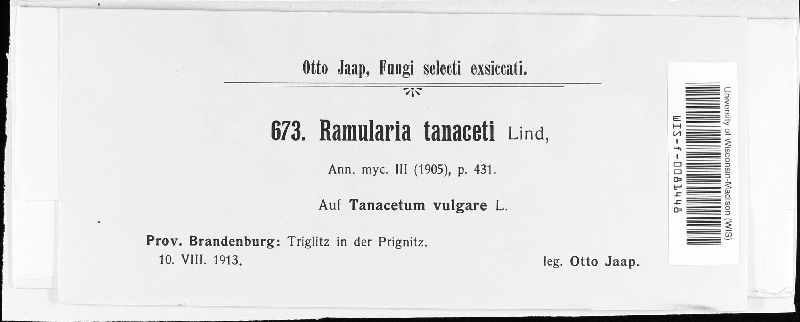 Otto Jaap, Fungi selecti exsiccati.
673. Ramularia tanaceti Lind,
Ann. myc. III (1905), p. 431.
Auf Tanacetum vulgare L.
Prov. Brandenburg: Triglitz in der Prignitz.
10. VIII. 1913.
leg. Otto Jaap.
University of Wisconsin-Madison (WIS)
WIS-f-0081448